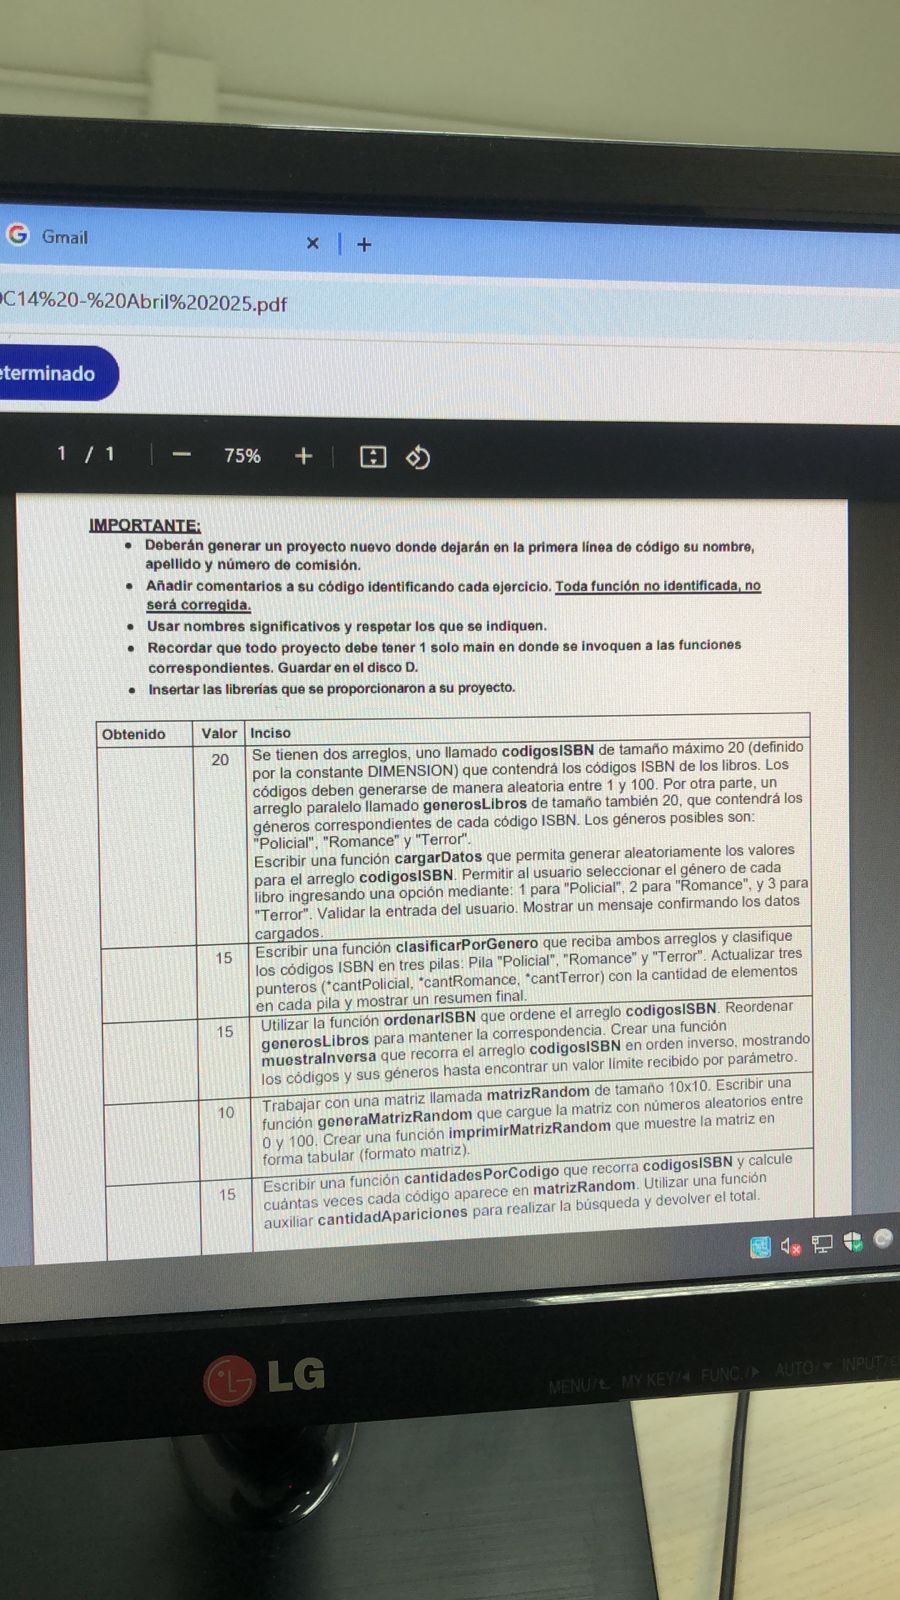 Gmail
C14%20-%20Abril%202025.pdf
eterminado
1 / 1
75%
IMPORTANTE:
• Deberán generar un proyecto nuevo donde dejarán en la primera línea de código su nombre,
apellido y número de comisión.
• Añadir comentarios a su código identificando cada ejercicio. Toda función no identificada, no
será corregida.
• Usar nombres significativos y respetar los que se indiquen.
• Recordar que todo proyecto debe tener 1 solo main en donde se invoquen a las funciones
correspondientes. Guardar en el disco D.
• Insertar las librerías que se proporcionaron a su proyecto.
Obtenido Valor Inciso
20 Se tienen dos arreglos, uno llamado codigosISBN de tamaño máximo 20 (definido
por la constante DIMENSION) que contendrá los códigos ISBN de los libros. Los
códigos deben generarse de manera aleatoria entre 1 y 100. Por otra parte, un
arreglo paralelo llamado generosLibros de tamaño también 20, que contendrá los
géneros correspondientes de cada código ISBN. Los géneros posibles son:
"Policial", "Romance" y "Terror".
Escribir una función cargarDatos que permita generar aleatoriamente los valores
para el arreglo codigosISBN. Permitir al usuario seleccionar el género de cada
libro ingresando una opción mediante: 1 para "Policial", 2 para "Romance", y 3 para
"Terror". Validar la entrada del usuario. Mostrar un mensaje confirmando los datos
cargados.
15 Escribir una función clasificarPorGenero que reciba ambos arreglos y clasifique
los códigos ISBN en tres pilas: Pila "Policial", "Romance" y "Terror". Actualizar tres
punteros (*cantPolicial, *cantRomance, *cantTerror) con la cantidad de elementos
en cada pila y mostrar un resumen final.
15 Utilizar la función ordenarISBN que ordene el arreglo codigosISBN. Reordenar
generosLibros para mantener la correspondencia. Crear una función
muestraInversa que recorra el arreglo codigosISBN en orden inverso, mostrando
los códigos y sus géneros hasta encontrar un valor límite recibido por parámetro.
10 Trabajar con una matriz llamada matrizRandom de tamaño 10x10. Escribir una
función generaMatrizRandom que cargue la matriz con números aleatorios entre
0 y 100. Crear una función imprimirMatrizRandom que muestre la matriz en
forma tabular (formato matriz).
15 Escribir una función cantidadesPorCodigo que recorra codigosISBN y calcule
cuántas veces cada código aparece en matrizRandom. Utilizar una función
auxiliar cantidadApariciones para realizar la búsqueda y devolver el total.
LG
MENU/ MY KEY/ FUNC./ AUTO/ INPUT/